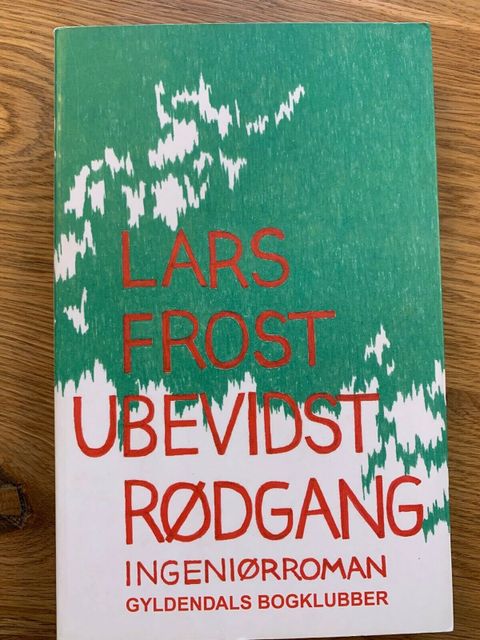 LARS
FROST
UBEVIDST
RØDGANG
INGENIØRROMAN
GYLDENDALS BOGKLUBBER